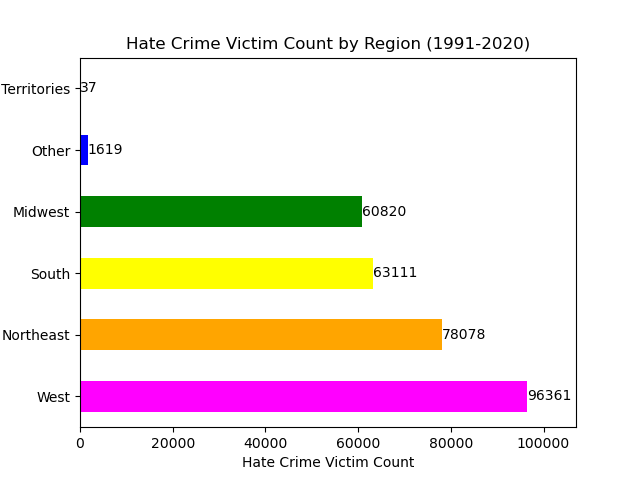 Hate Crime Victim Count by Region (1991-2020)
Territories 37
Other 1619
Midwest 60820
South 63111
Northeast 78078
West 96361
0 20000 40000 60000 80000 100000
Hate Crime Victim Count